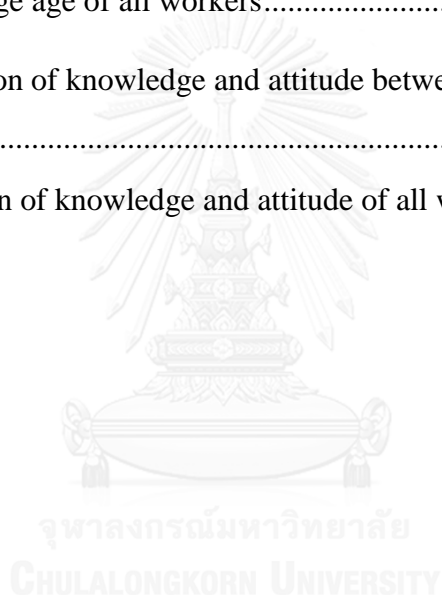 ge age of all workers........................
on of knowledge and attitude betwe
................................................................
n of knowledge and attitude of all
จุฬาลงกรณ์มหาวิทยาลัย
CHULALONGKORN UNIVERSITY